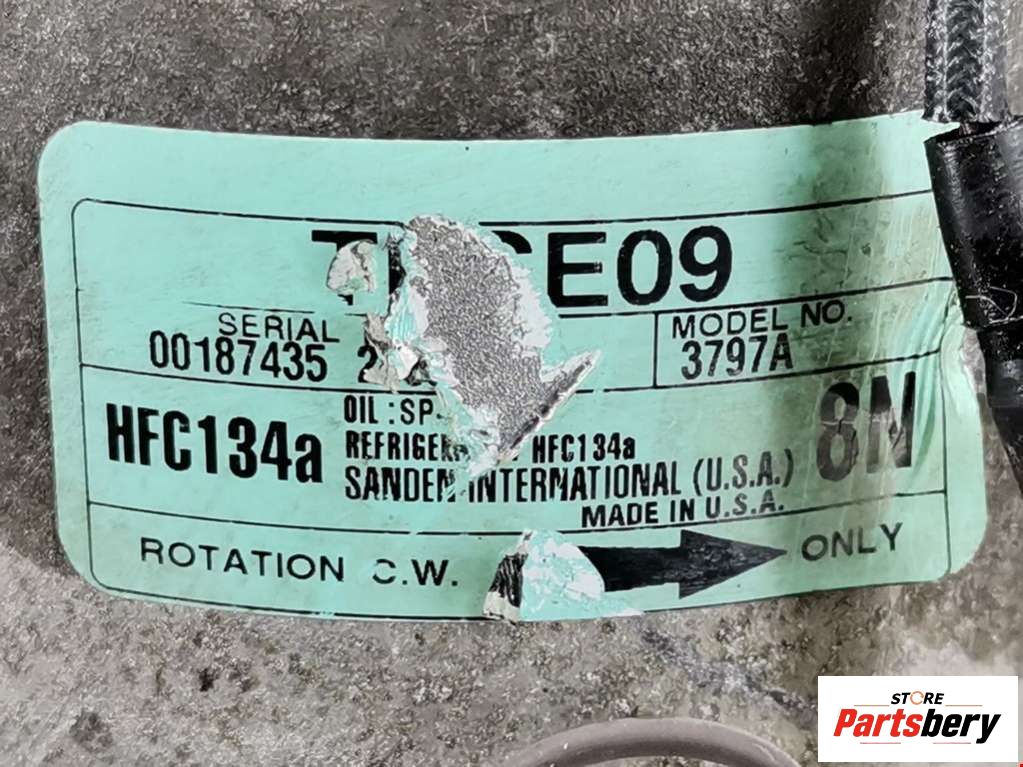 E09
SERIAL
MODEL NO.
00187435
3797A
HFC134a
OIL : SP-
HFC134a
8N
SANDEN INTERNATIONAL (U.S.A.)
MADE IN U.S.A.
ROTATION C.W.
ONLY
STORE
Partsbery